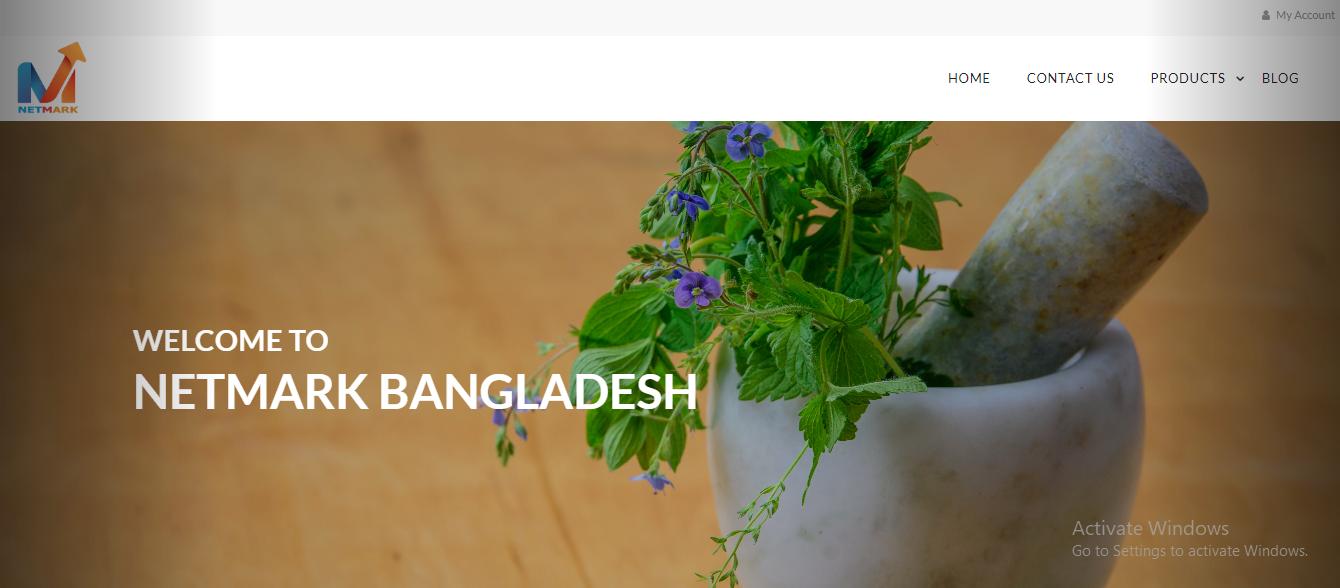 My Account
NETMARK
HOME CONTACT US PRODUCTS BLOG
WELCOME TO
NETMARK BANGLADESH
Activate Windows
Go to Settings to activate Windows.